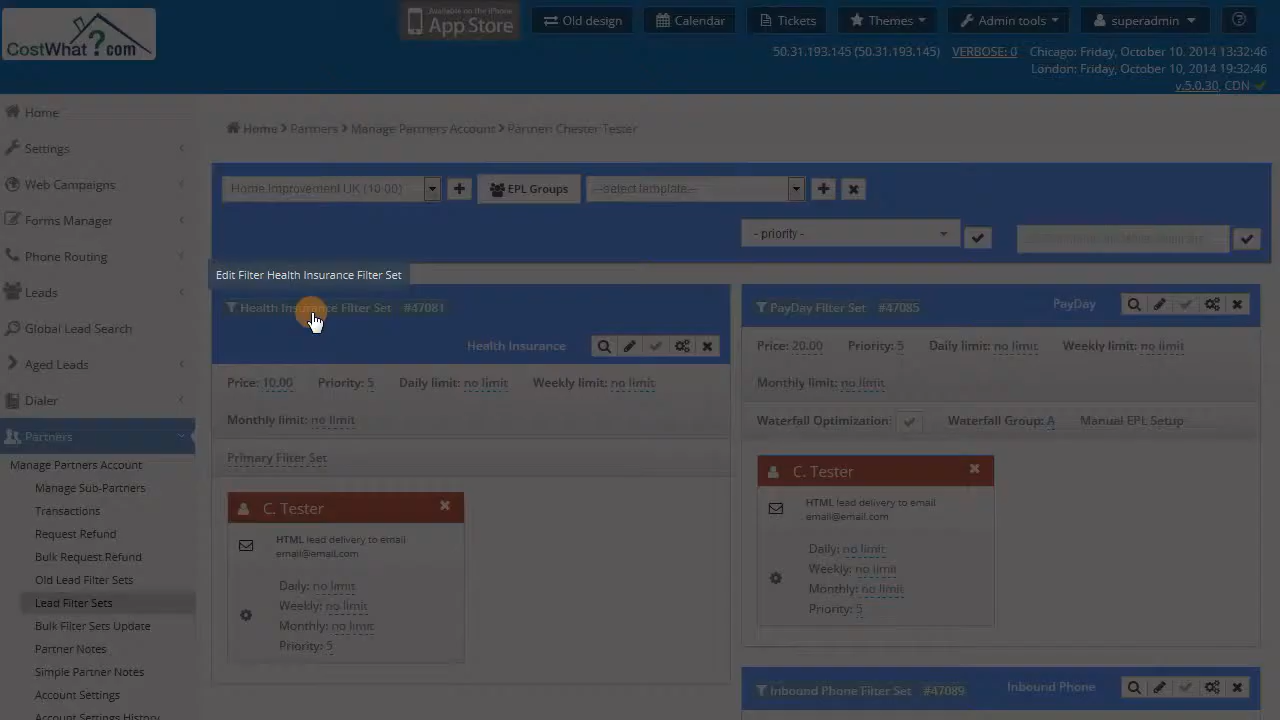 CostWhat?com
Available on the iPhone
App Store
Old design
Calendar
Tickets
Themes
Admin tools
superadmin
50.31.193.145 (50.31.193.145) VERBOSE: 0 Chicago: Friday, October 10, 2014 13:32:46
London: Friday, October 10, 2014 19:32:46
v.5.0.30, CDN
Home
Settings
Web Campaigns
Forms Manager
Phone Routing
Leads
Global Lead Search
Aged Leads
Dialer
Partners
Manage Partners Account
Manage Sub-Partners
Transactions
Request Refund
Bulk Request Refund
Old Lead Filter Sets
Lead Filter Sets
Bulk Filter Sets Update
Partner Notes
Simple Partner Notes
Account Settings
Account Settings History
Home > Partners > Manage Partners Account > Partner: Chester Tester
Home Improvement UK (10.00)
EPL Groups
--select template--
- priority -
Edit Filter Health Insurance Filter Set
Health Insurance Filter Set #47081
Health Insurance
Price: 10.00 Priority: 5 Daily limit: no limit Weekly limit: no limit
Monthly limit: no limit
Primary Filter Set
C. Tester
HTML lead delivery to email
email@email.com
Daily: no limit
Weekly: no limit
Monthly: no limit
Priority: 5
PayDay Filter Set #47085 PayDay
Price: 20.00 Priority: 5 Daily limit: no limit Weekly limit: no limit
Monthly limit: no limit
Waterfall Optimization: Waterfall Group: A Manual EPL Setup
C. Tester
HTML lead delivery to email
email@email.com
Daily: no limit
Weekly: no limit
Monthly: no limit
Priority: 5
Inbound Phone Filter Set #47089 Inbound Phone